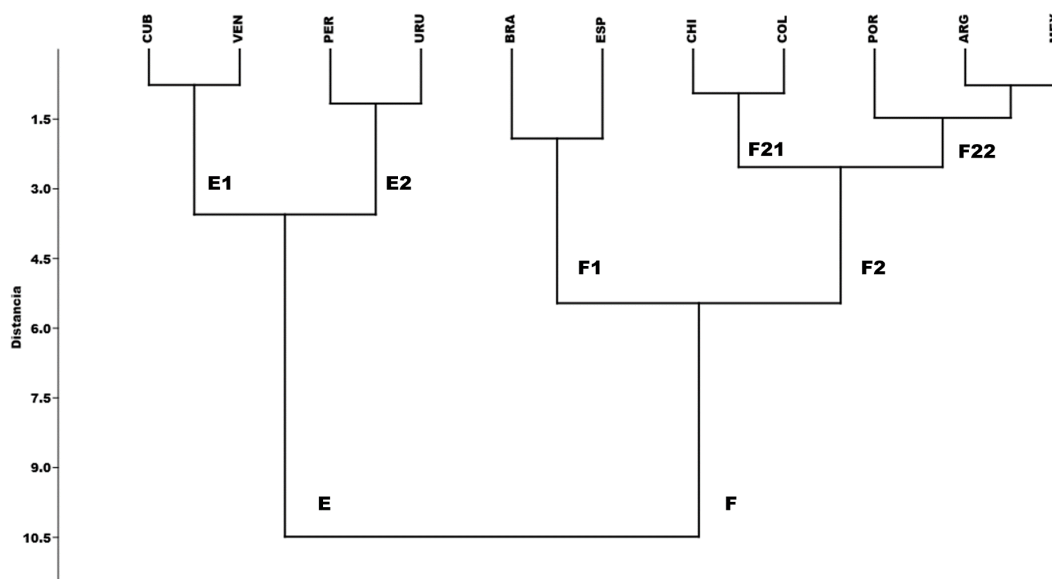 CUB VEN PER URU BRA ESP CHI COL POR ARG
1.5
F21 F22
E1 E2
3.0
4.5
F1 F2
Distancia
6.0
7.5
9.0
E F
10.5